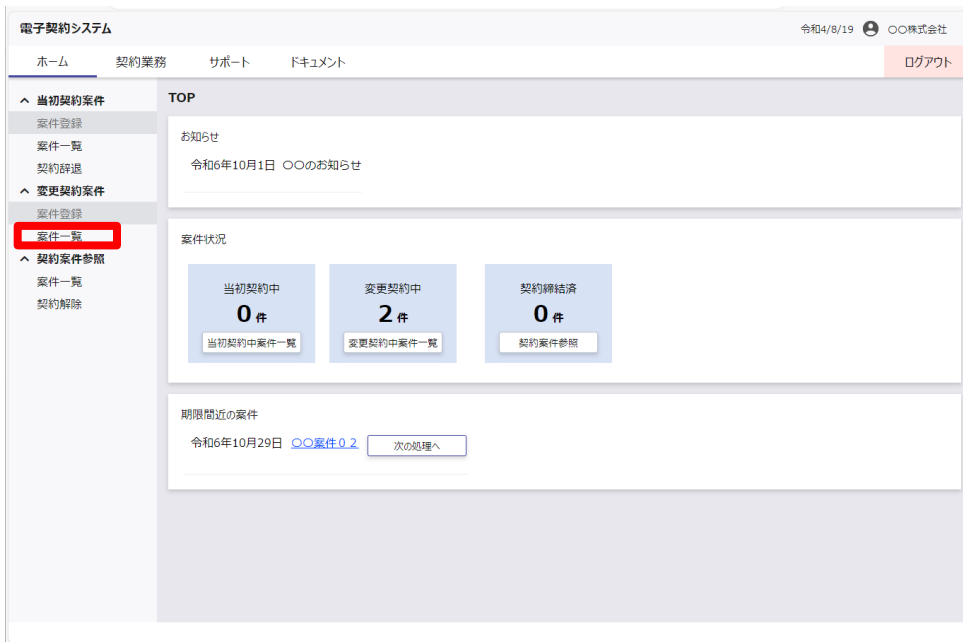 電子契約システム
令和4/8/19 〇〇株式会社
ホーム 契約業務 サポート ドキュメント ログアウト
当初契約案件
案件登録
案件一覧
契約辞退
変更契約案件
案件登録
案件一覧
契約案件参照
案件一覧
契約解除
TOP
お知らせ
令和6年10月1日 〇〇のお知らせ
案件状況
当初契約中
0 件
当初契約中案件一覧
変更契約中
2 件
変更契約中案件一覧
契約締結済
0 件
契約案件参照
期限間近の案件
令和6年10月29日 〇〇案件02 次の処理へ